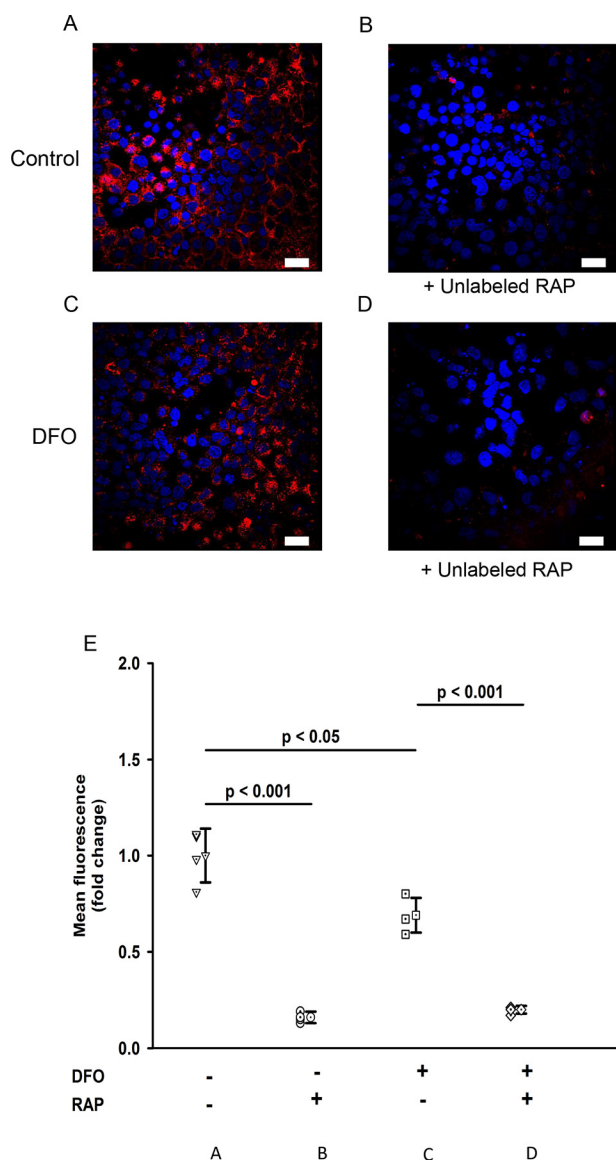 A
B
Control
+ Unlabeled RAP
C
D
DFO
+ Unlabeled RAP
E
2.0
p < 0.001
1.5
p < 0.05
p < 0.001
Mean fluorescence
(fold change)
1.0
0.5
0.0
DFO - - + +
RAP - + - +
A B C D